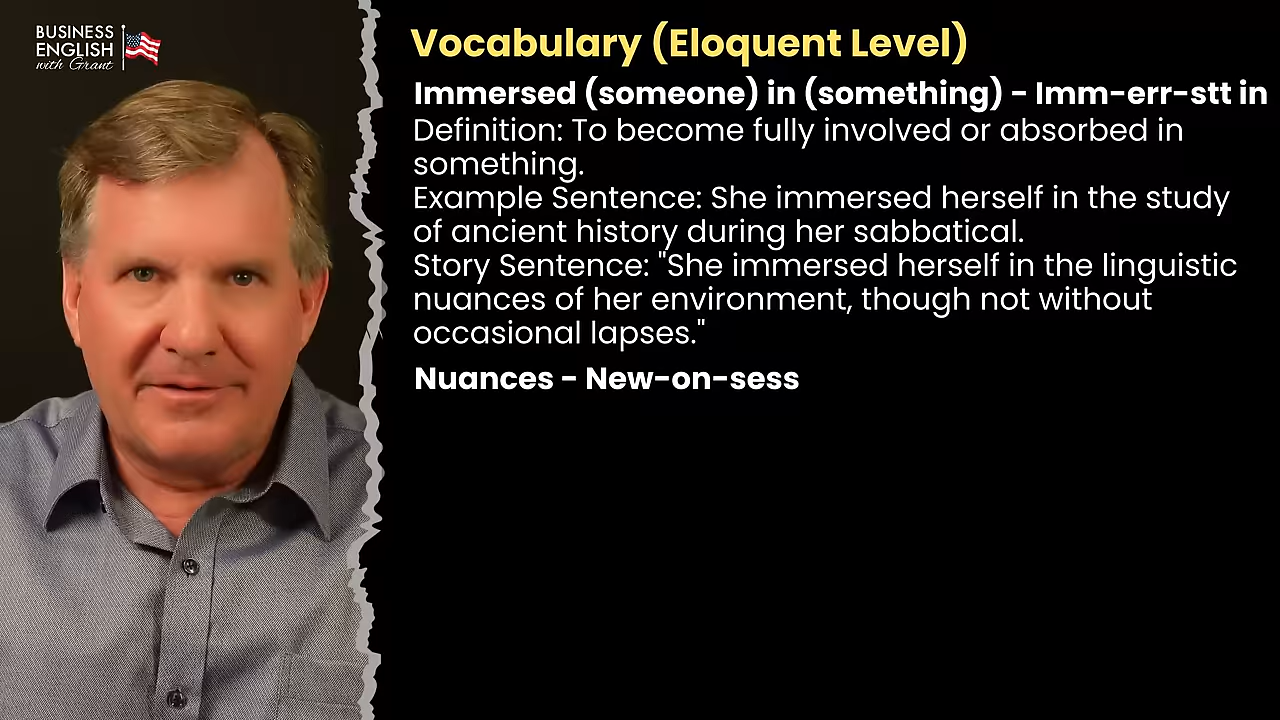 BUSINESS
ENGLISH
with Grant
Vocabulary (Eloquent Level)
Immersed (someone) in (something) - Imm-err-stt in
Definition: To become fully involved or absorbed in
something.
Example Sentence: She immersed herself in the study
of ancient history during her sabbatical.
Story Sentence: "She immersed herself in the linguistic
nuances of her environment, though not without
occasional lapses."
Nuances - New-on-sess